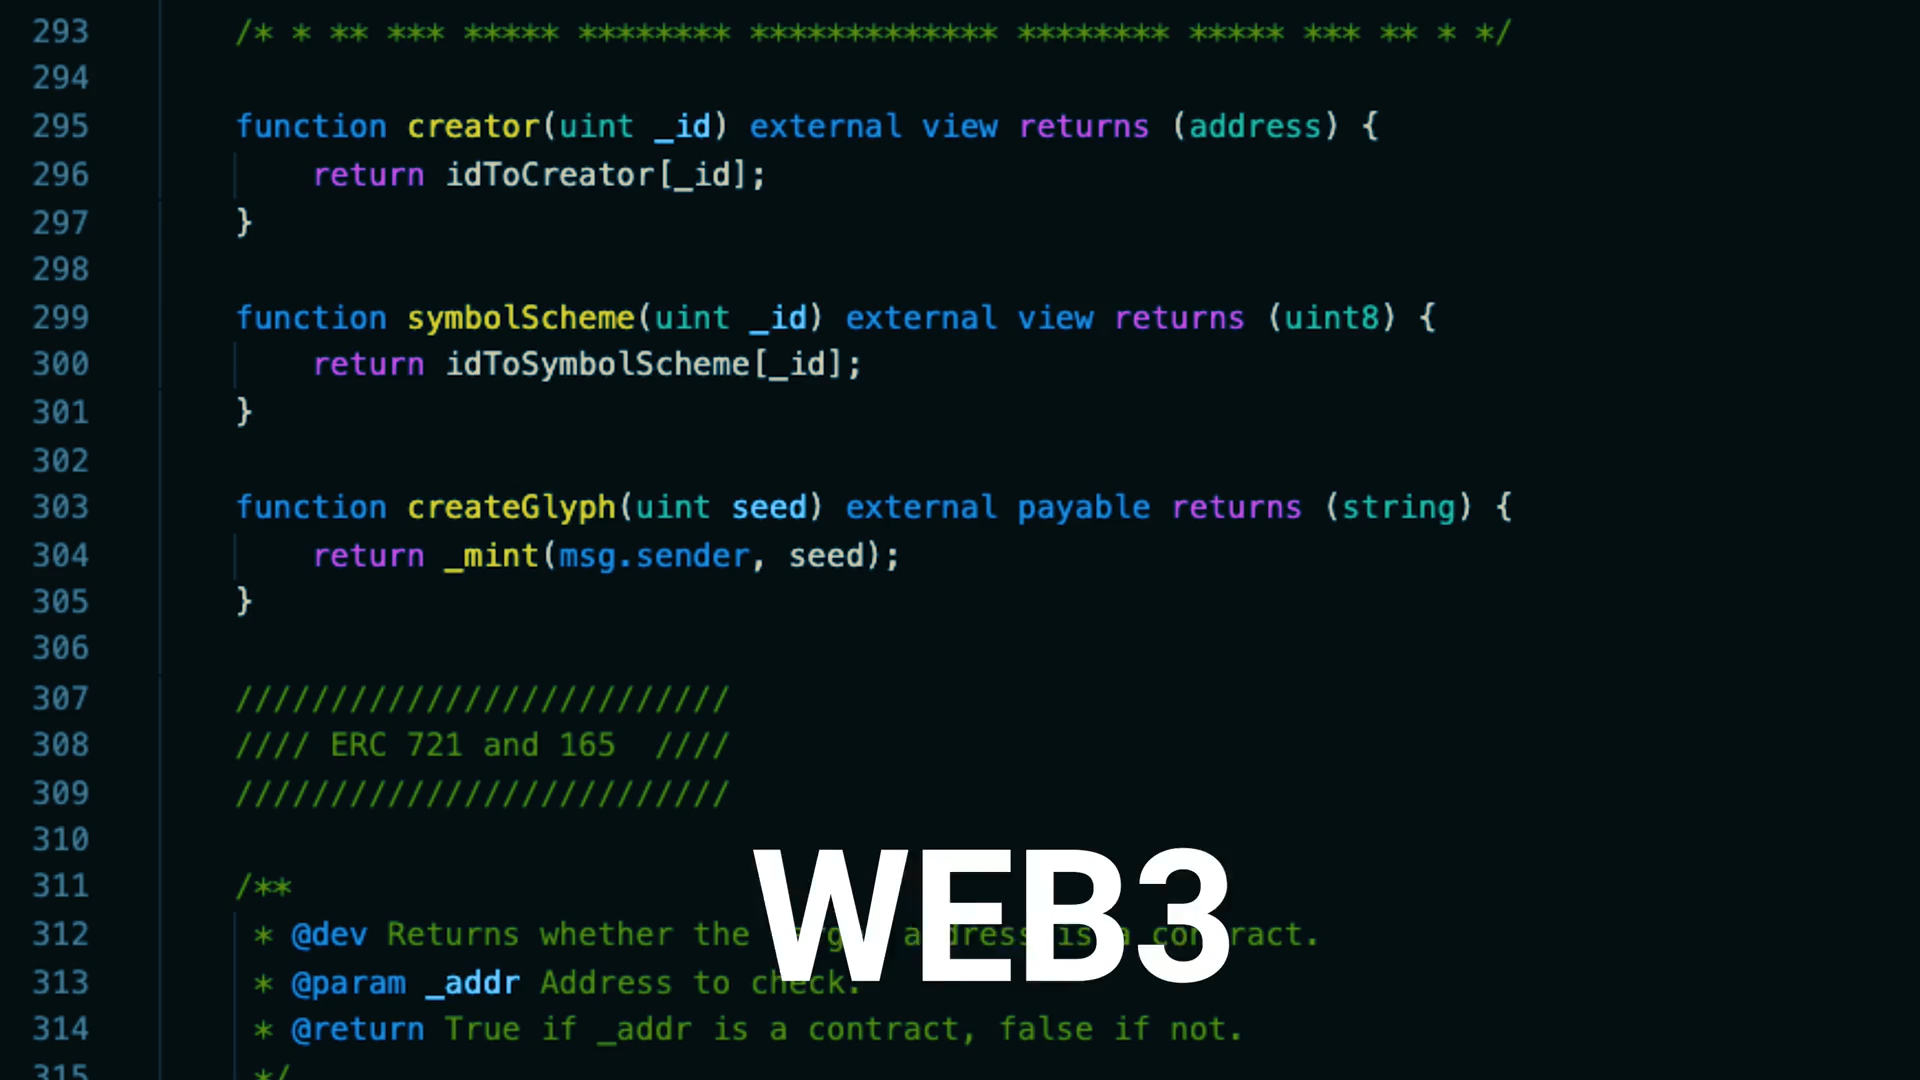 293 /* * ** *** ***** ******** ************* ******** ***** *** ** * */
294
295 function creator(uint _id) external view returns (address) {
296 return idToCreator[_id];
297 }
298
299 function symbolScheme(uint _id) external view returns (uint8) {
300 return idToSymbolScheme[_id];
301 }
302
303 function createGlyph(uint seed) external payable returns (string) {
304 return _mint(msg.sender, seed);
305 }
306
307 //////////////////////////
308 //// ERC 721 and 165  ////
309 //////////////////////////
310
311 /**
312 * @dev Returns whether the address is a contract.
313 * @param _addr Address to check.
314 * @return True if _addr is a contract, false if not.
315 */
WEB3